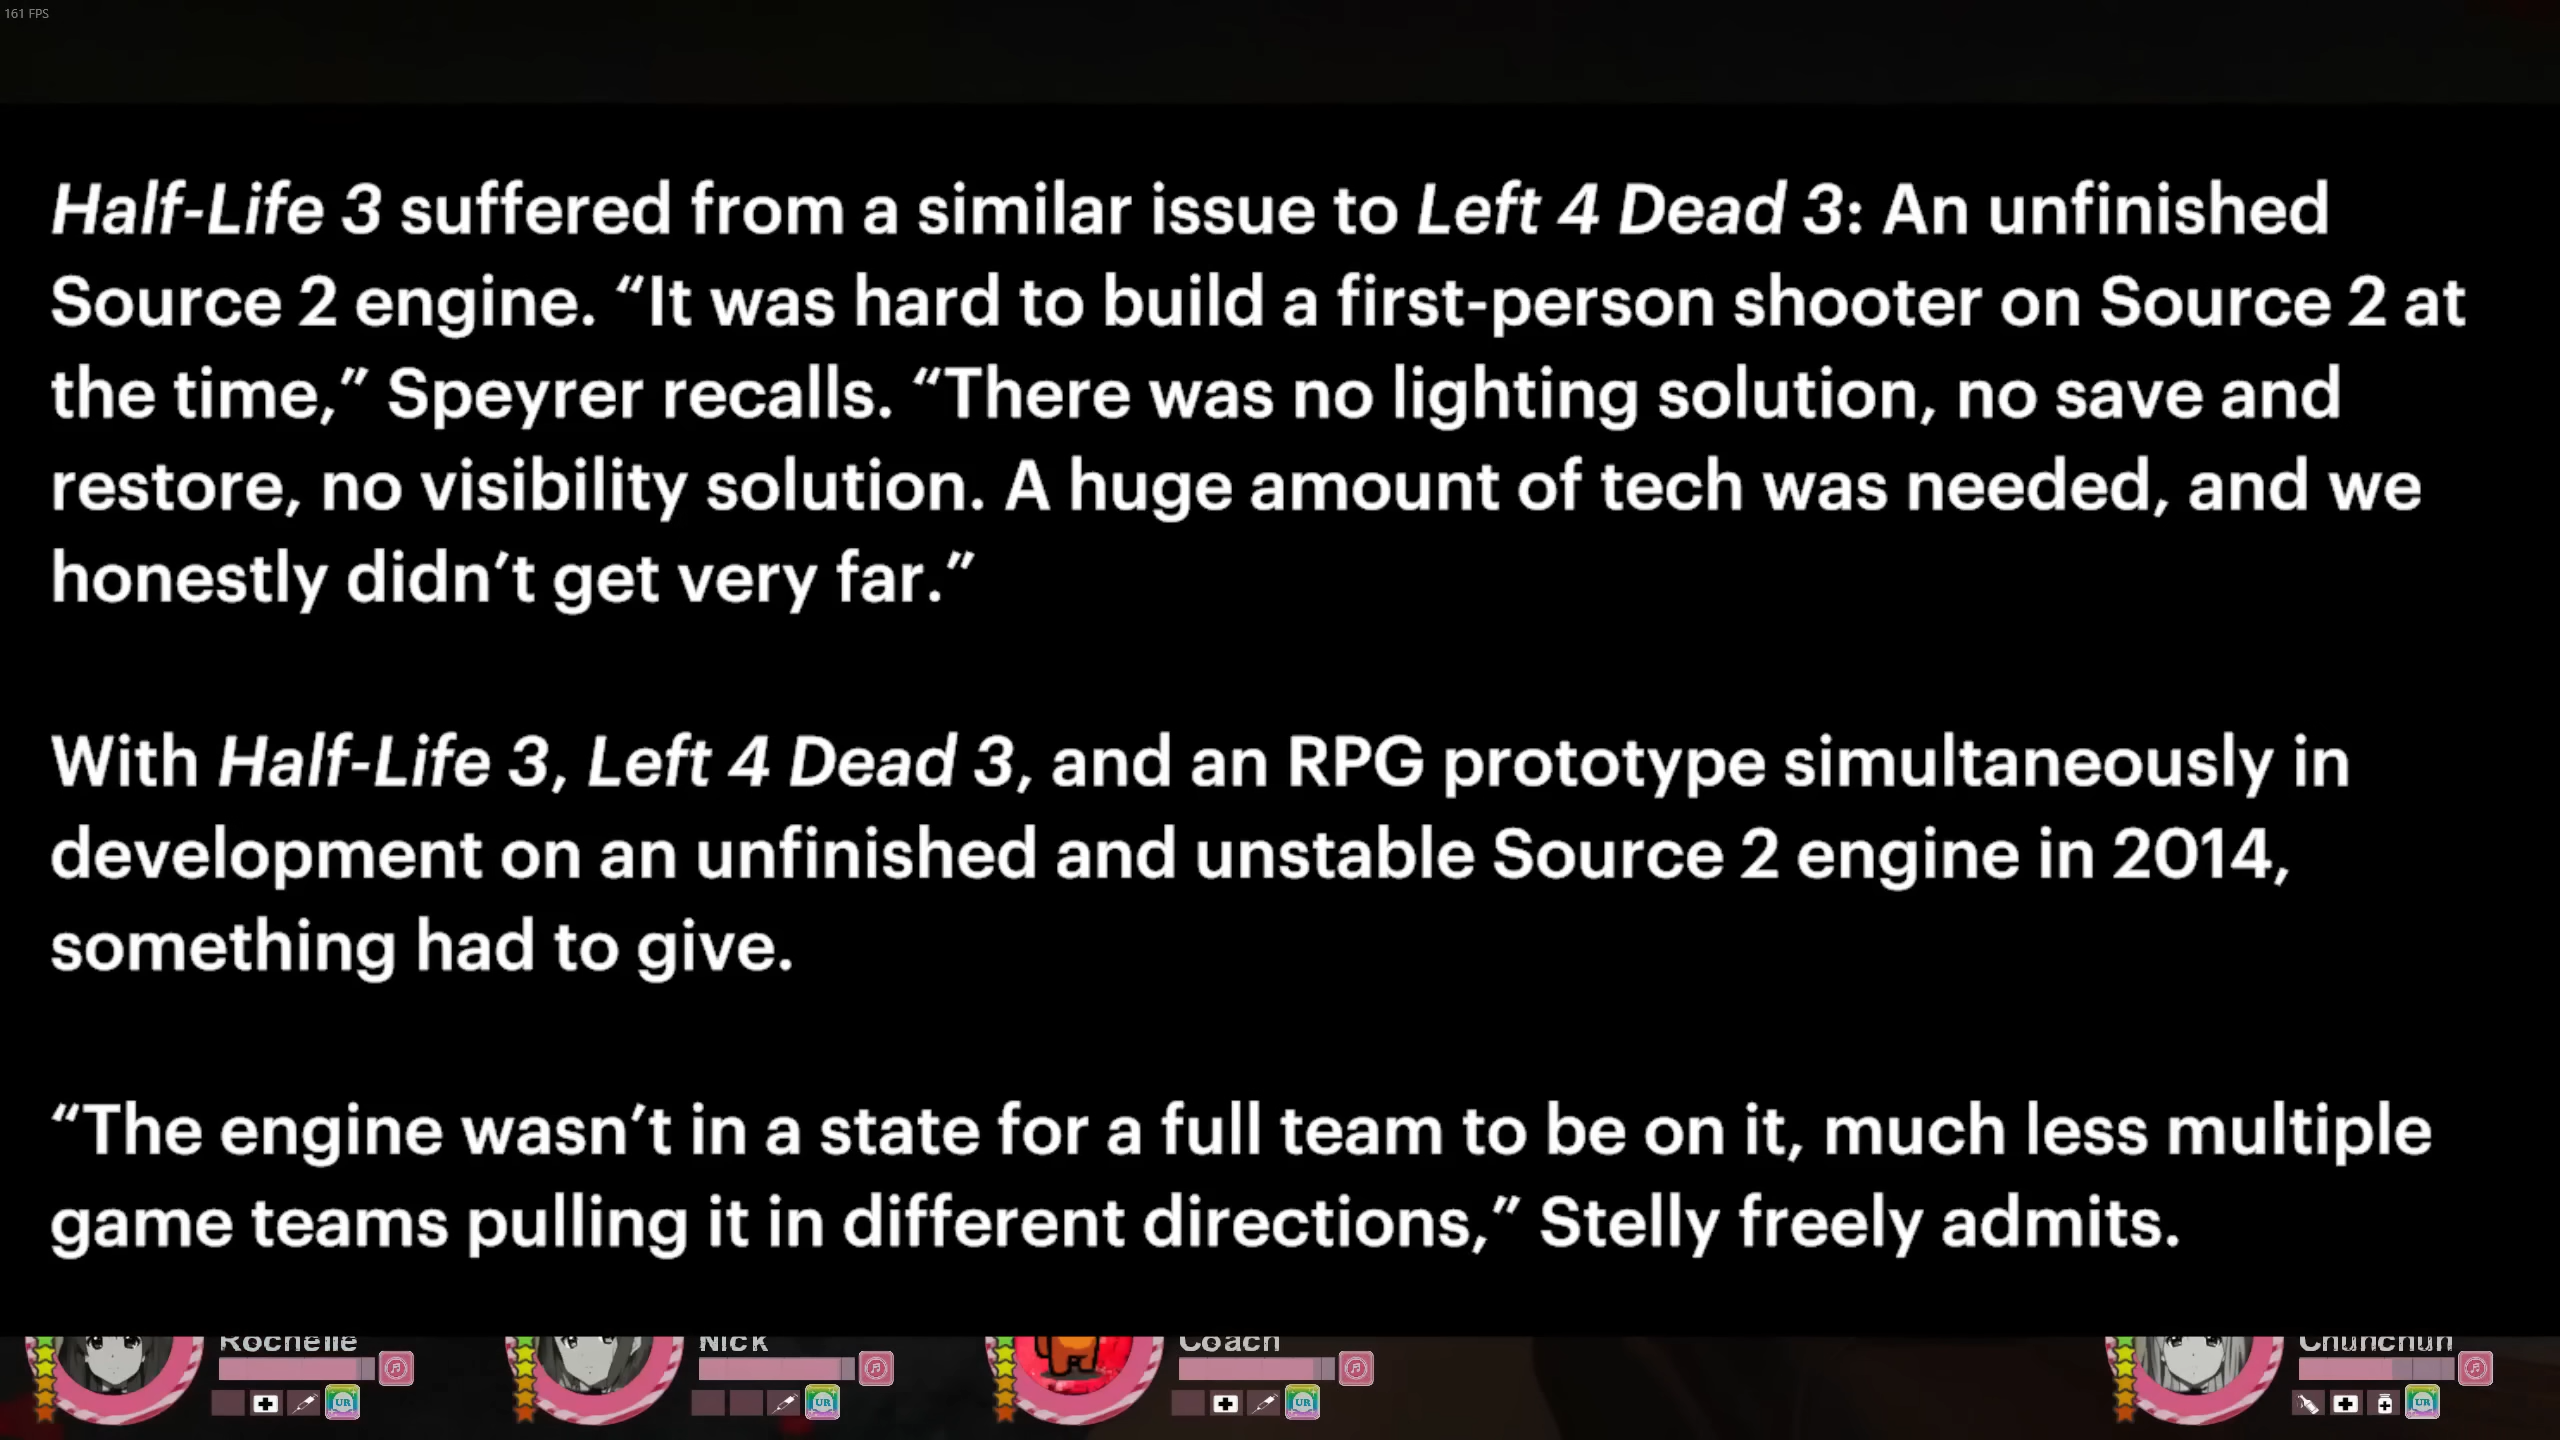 161 FPS
Half-Life 3 suffered from a similar issue to Left 4 Dead 3: An unfinished
Source 2 engine. “It was hard to build a first-person shooter on Source 2 at
the time,” Speyrer recalls. “There was no lighting solution, no save and
restore, no visibility solution. A huge amount of tech was needed, and we
honestly didn’t get very far.”
With Half-Life 3, Left 4 Dead 3, and an RPG prototype simultaneously in
development on an unfinished and unstable Source 2 engine in 2014,
something had to give.
“The engine wasn’t in a state for a full team to be on it, much less multiple
game teams pulling it in different directions,” Stelly freely admits.
Rochelle Nick Coach Chunchun
UR UR UR UR